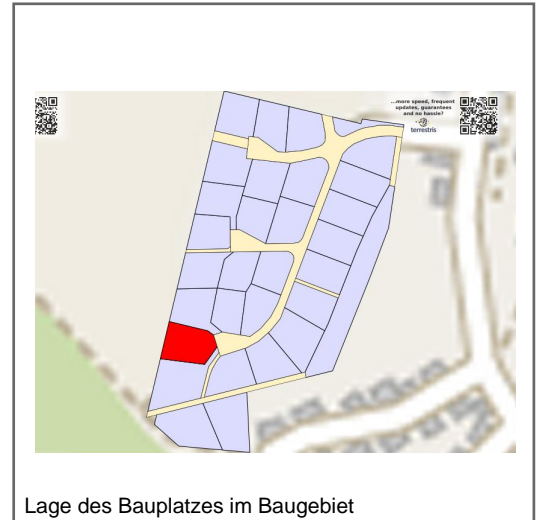 ...more speed, frequent
updates, guarantees
and no hassle?
terrestris
Lage des Bauplatzes im Baugebiet